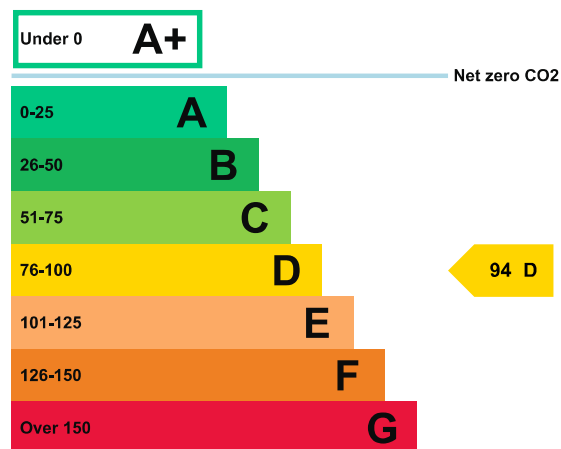 Under 0 A+
Net zero CO2
0-25 A
26-50 B
51-75 C
76-100 D
94 D
101-125 E
126-150 F
Over 150 G